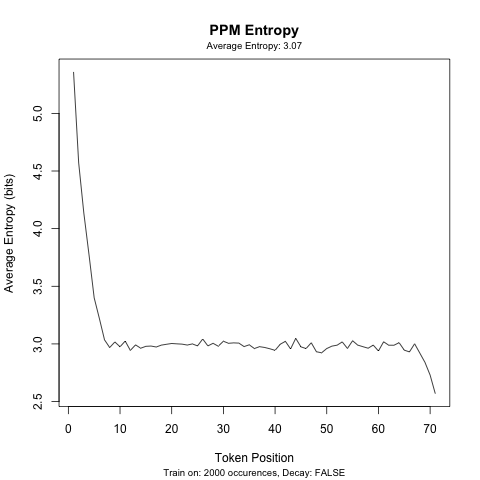 PPM Entropy
Average Entropy: 3.07
Average Entropy (bits)
5.0
4.5
4.0
3.5
3.0
2.5
0 10 20 30 40 50 60 70
Token Position
Train on: 2000 occurences, Decay: FALSE